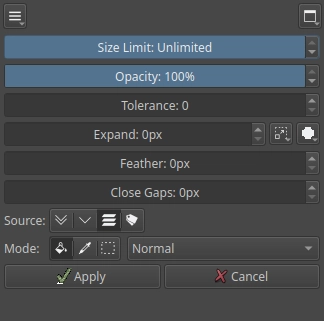 Size Limit: Unlimited
Opacity: 100%
Tolerance: 0
Expand: 0px
Feather: 0px
Close Gaps: 0px
Source:
Mode: Normal
Apply Cancel